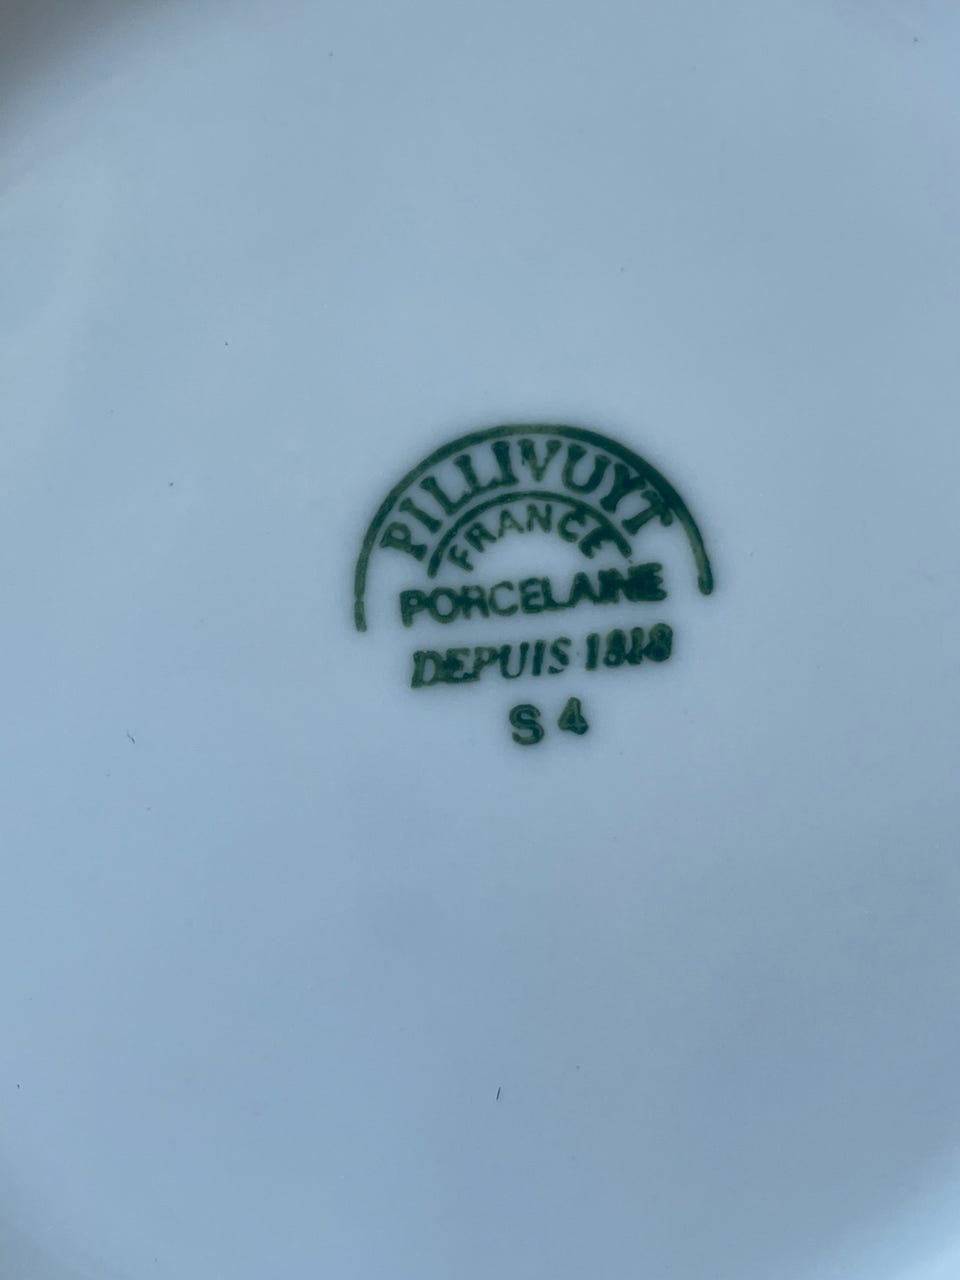 PILLIVUYT
FRANCE
PORCELAINE
DEPUIS 1818
S 4